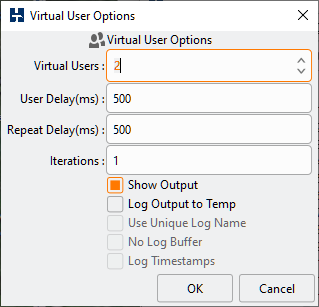 Virtual User Options
Virtual User Options
Virtual Users : 2
User Delay(ms) : 500
Repeat Delay(ms) : 500
Iterations : 1
Show Output
Log Output to Temp
Use Unique Log Name
No Log Buffer
Log Timestamps
OK Cancel